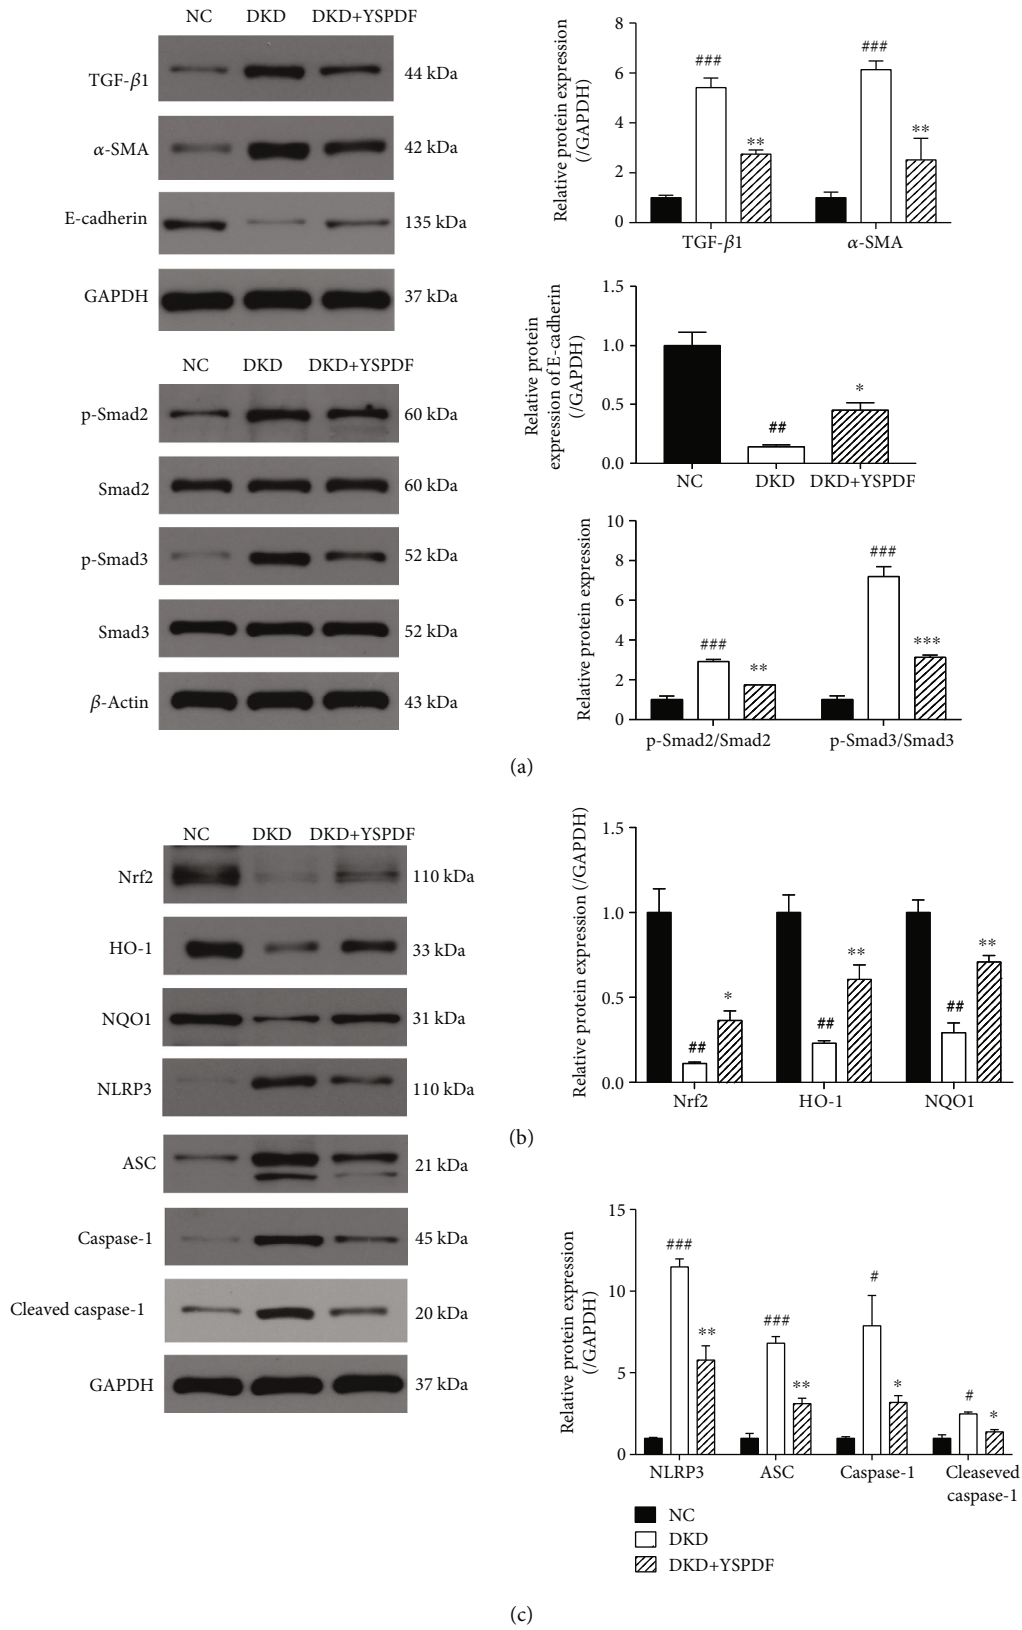 NC DKD DKD+YSPDF
TGF-β1 44 kDa
α-SMA 42 kDa
E-cadherin 135 kDa
GAPDH 37 kDa
NC DKD DKD+YSPDF
p-Smad2 60 kDa
Smad2 60 kDa
p-Smad3 52 kDa
Smad3 52 kDa
β-Actin 43 kDa
Relative protein expression
(/GAPDH)
8
6
4
2
0
### ** ### **
TGF-β1 α-SMA
Relative protein
expression of E-cadherin
(/GAPDH)
1.5
1.0
0.5
0.0
## *
NC DKD DKD+YSPDF
Relative protein expression
10
8
6
4
2
0
### ** ### ***
p-Smad2/Smad2 p-Smad3/Smad3
(a)
NC DKD DKD+YSPDF
Nrf2 110 kDa
HO-1 33 kDa
NQO1 31 kDa
NLRP3 110 kDa
ASC 21 kDa
Caspase-1 45 kDa
Cleaved caspase-1 20 kDa
GAPDH 37 kDa
Relative protein expression (/GAPDH)
1.5
1.0
0.5
0.0
## * ## ** ## **
Nrf2 HO-1 NQO1
(b)
Relative protein expression
(/GAPDH)
15
10
5
0
### ** ### ** # * # *
NLRP3 ASC Caspase-1 Cleaseved
caspase-1
NC
DKD
DKD+YSPDF
(c)